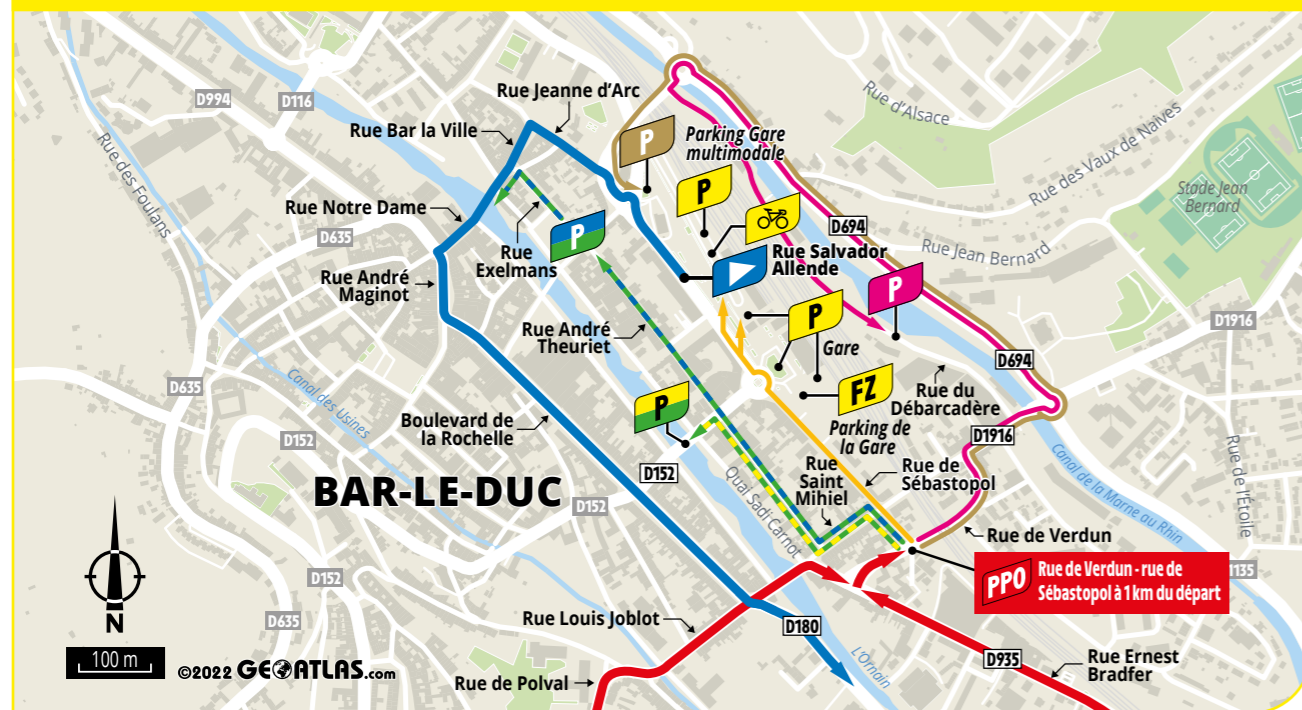 Rue Jeanne d'Arc
D994
D116
Rue d'Alsace
Rue Bar la Ville
P
Parking Gare
multimodale
Rue des Vaux de Naives
Rue des Foulans
P
Stade Jean
Bernard
Rue Notre Dame
D694
D635
P
Rue
Exelmans
Rue Salvador
Allende
Rue Jean Bernard
Rue André
Maginot
P
P
D1916
Rue André
Theuriet
Gare
D694
D635
Canal des Usines
P
FZ
Rue du
Débarcadère
Parking de
la Gare
Boulevard de
la Rochelle
D152
D1916
D152
Rue
Saint
Mihiel
Rue de
Sébastopol
BAR-LE-DUC
D152
Quai Sadi Carnot
Canal de la Marne au Rhin
Rue de l'Étoile
Rue de Verdun
D152
PPO
Rue de Verdun - rue de
Sébastopol à 1 km du départ
D635
Rue Louis Joblot
D180
N
L'Ornain
100 m
©2022 GEOATLAS.com
Rue de Polval
D935
Rue Ernest
Bradfer